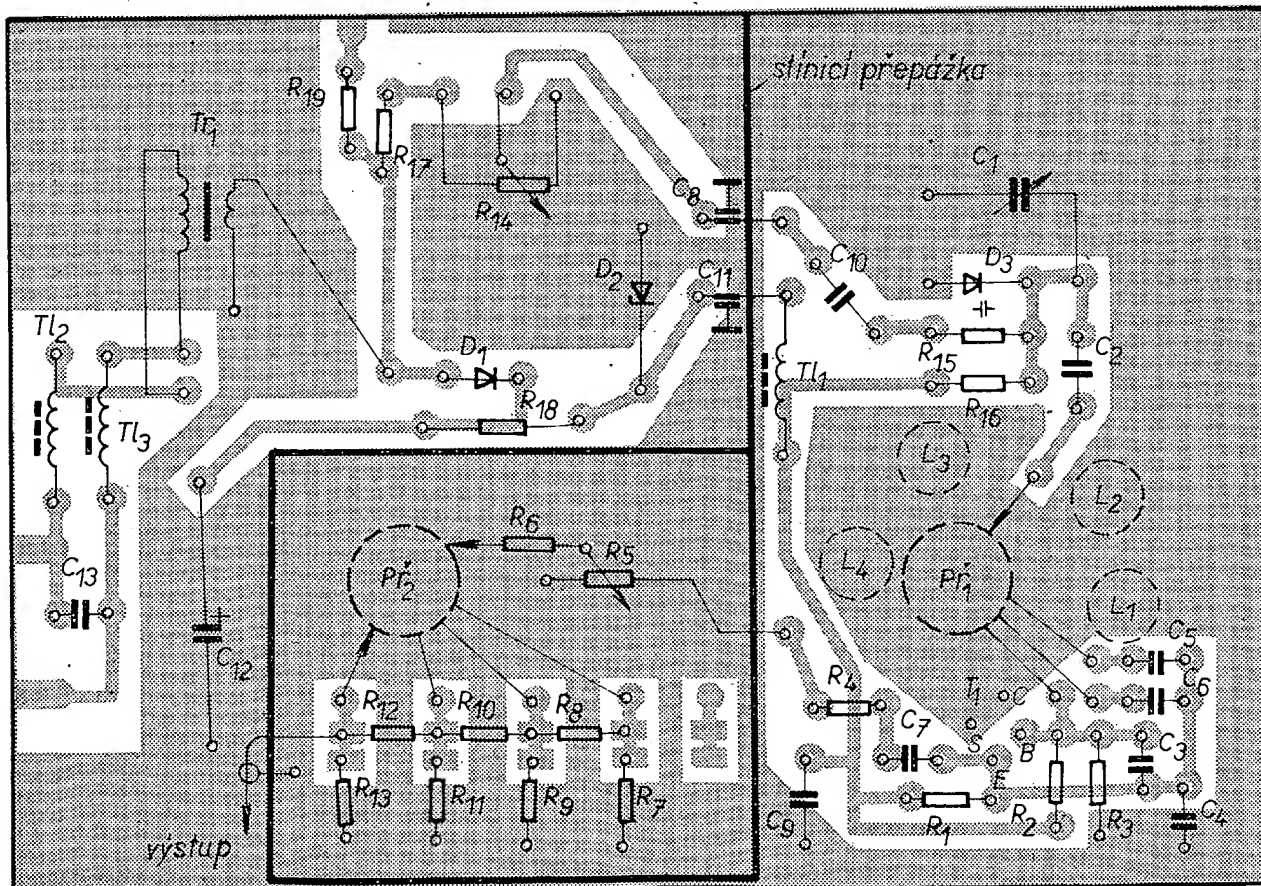 stínicí přepážka
R19
R17
Tr1
C8
C1
R14
C10
D3
D2
C11
Tl2
D1
R15
C2
Tl1
R18
R16
Tl3
L3
L2
R6
R5
L4
Př2
Př1
C13
L1
C12
C5
C6
R4
T1
C
R12
R10
R8
C7
S
B
C3
E
R13
R11
R9
R7
C9
R1
R2
R3
C4
výstup